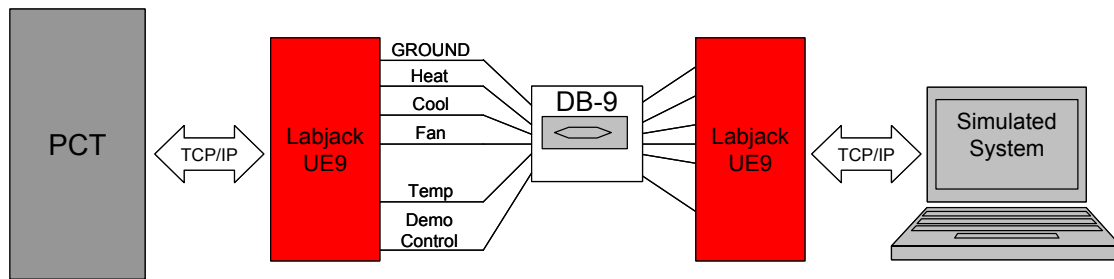 PCT
TCP/IP
Labjack
UE9
GROUND
Heat
Cool
Fan
Temp
Demo
Control
DB-9
Labjack
UE9
TCP/IP
Simulated
System